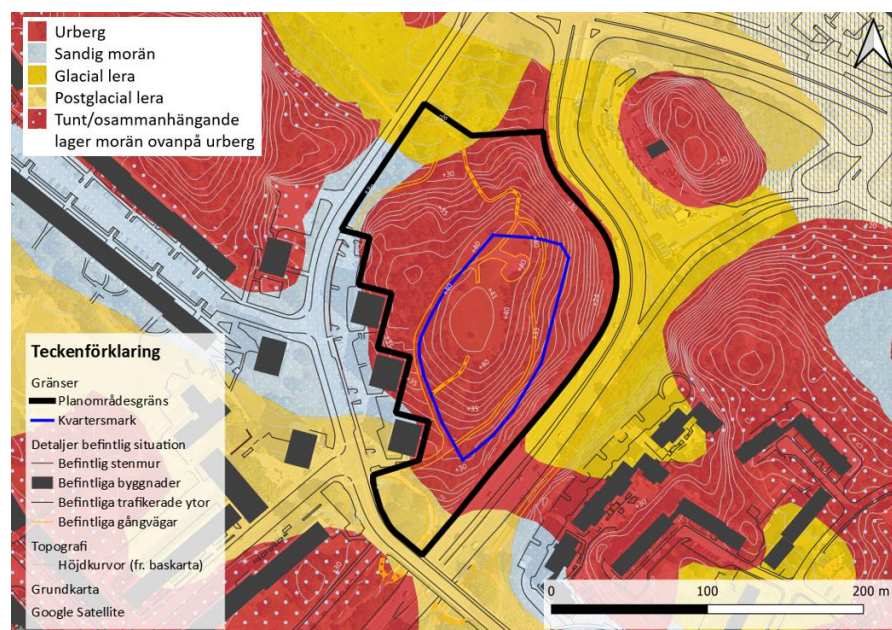 Urberg
Sandig morän
Glacial lera
Postglacial lera
Tunt/osammanhängande
lager morän ovanpå urberg
Teckenförklaring
Gränser
Planområdesgräns
Kvartersmark
Detaljer befintlig situation
Befintlig stenmur
Befintliga byggnader
Befintliga trafikerade ytor
Befintliga gångvägar
Topografi
Höjdkurvor (fr. baskarta)
Grundkarta
Google Satellite
+30
+35
+40
+41
+40
+35
+35
+30
+30
+20
+30
0
100
200 m